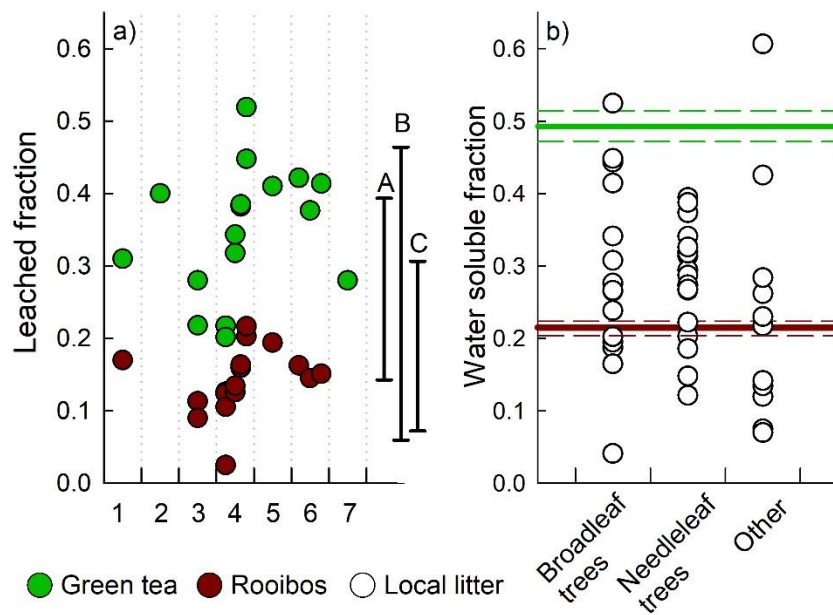 a)
Leached fraction
0.6
0.5
0.4
0.3
0.2
0.1
0.0
1 2 3 4 5 6 7
B
A
C
b)
Water soluble fraction
0.6
0.5
0.4
0.3
0.2
0.1
0.0
Broadleaf
trees
Needleleaf
trees
Other
Green tea Rooibos Local litter